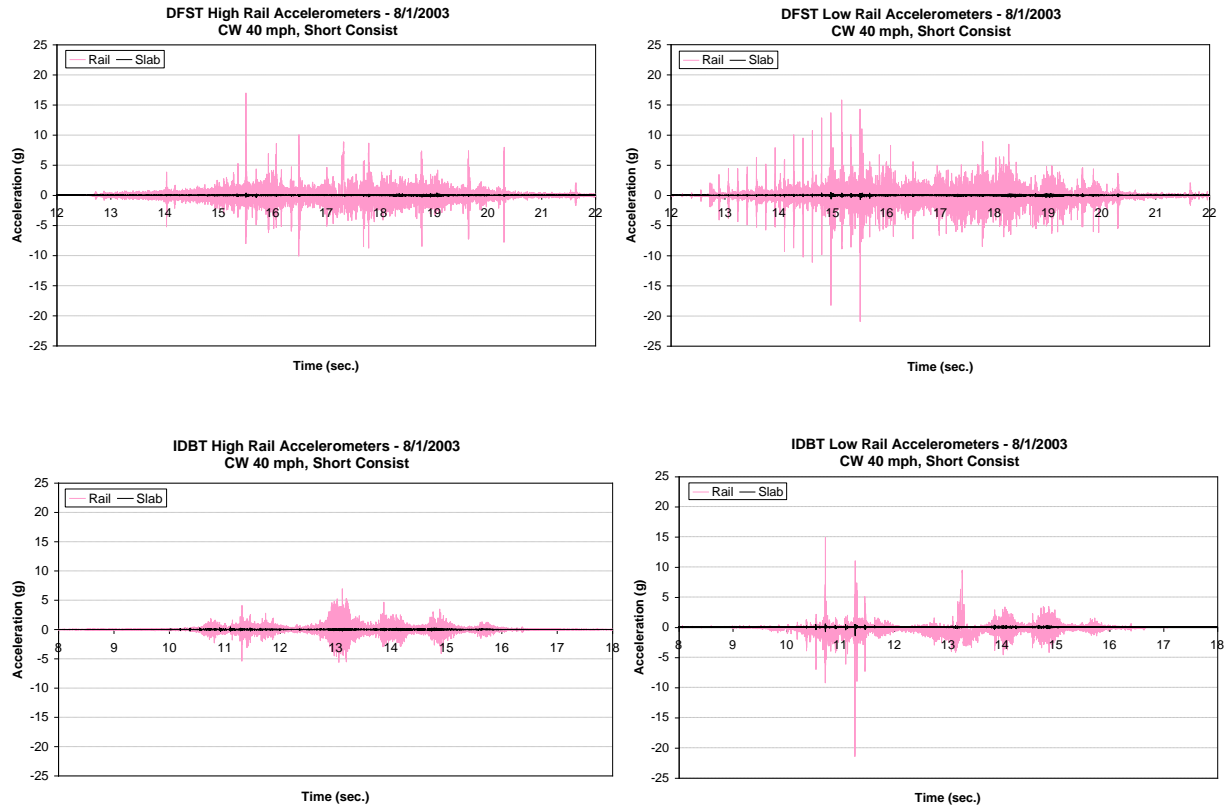 DFST High Rail Accelerometers - 8/1/2003
CW 40 mph, Short Consist
Rail Slab
25
20
15
10
5
0
-5
-10
-15
-20
-25
12 13 14 15 16 17 18 19 20 21 22
Acceleration (g)
Time (sec.)
DFST Low Rail Accelerometers - 8/1/2003
CW 40 mph, Short Consist
Rail Slab
25
20
15
10
5
0
-5
-10
-15
-20
-25
12 13 14 15 16 17 18 19 20 21 22
Acceleration (g)
Time (sec.)
IDBT High Rail Accelerometers - 8/1/2003
CW 40 mph, Short Consist
Rail Slab
25
20
15
10
5
0
-5
-10
-15
-20
-25
8 9 10 11 12 13 14 15 16 17 18
Acceleration (g)
Time (sec.)
IDBT Low Rail Accelerometers - 8/1/2003
CW 40 mph, Short Consist
Rail Slab
25
20
15
10
5
0
-5
-10
-15
-20
-25
8 9 10 11 12 13 14 15 16 17 18
Acceleration (g)
Time (sec.)